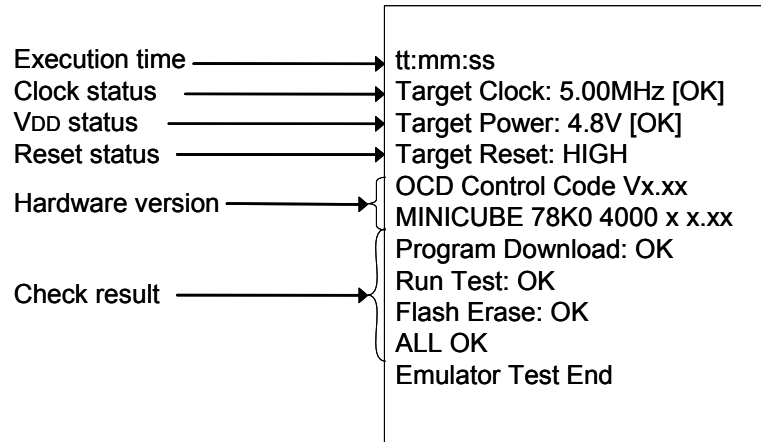 Execution time
Clock status
VDD status
Reset status
Hardware version
Check result
tt:mm:ss
Target Clock: 5.00MHz [OK]
Target Power: 4.8V [OK]
Target Reset: HIGH
OCD Control Code Vx.xx
MINICUBE 78K0 4000 x x.xx
Program Download: OK
Run Test: OK
Flash Erase: OK
ALL OK
Emulator Test End